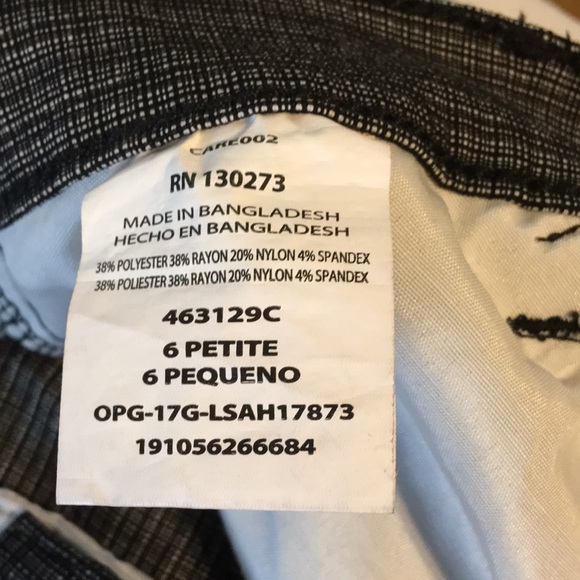 CARE002
RN 130273
MADE IN BANGLADESH
HECHO EN BANGLADESH
38% POLYESTER 38% RAYON 20% NYLON 4% SPANDEX
38% POLIESTER 38% RAYON 20% NYLON 4% SPANDEX
463129C
6 PETITE
6 PEQUENO
OPG-17G-LSAH17873
191056266684